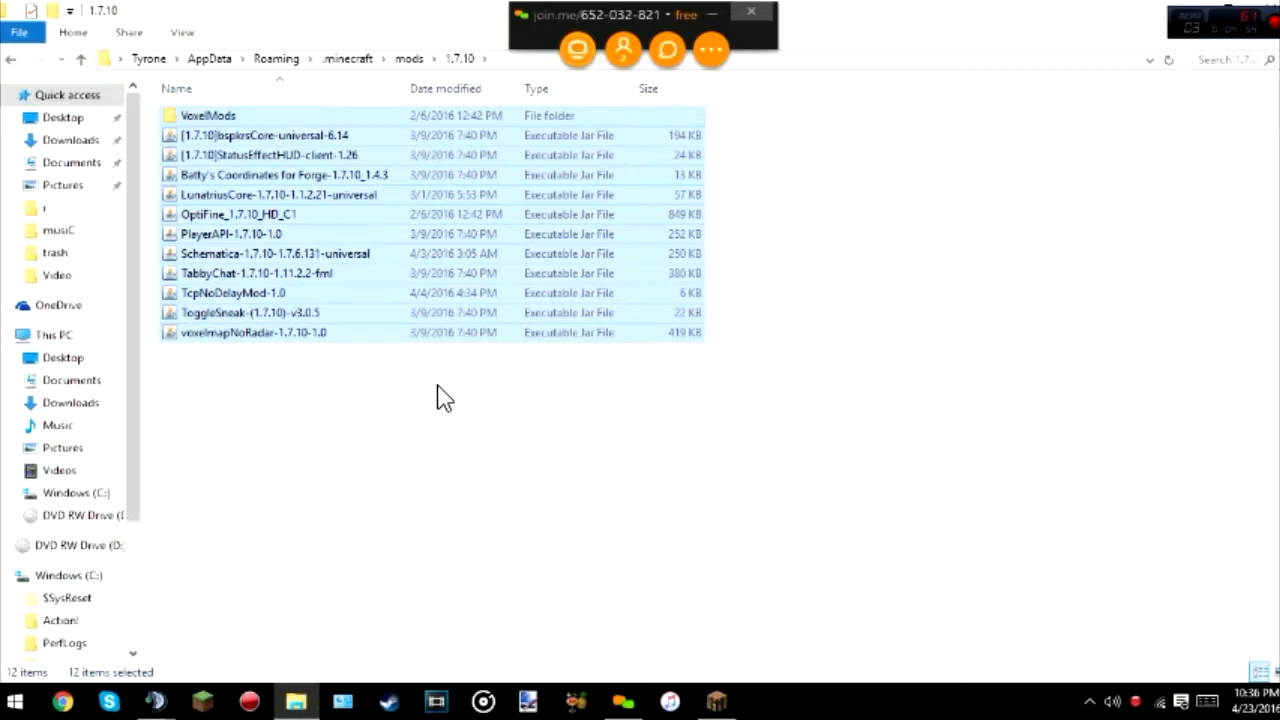 1.7.10
join.me/652-032-821 • free
File Home Share View
Tyrone > AppData > Roaming > .minecraft > mods > 1.7.10 >
Search 1.7...
Name Date modified Type Size
Quick access
Desktop
Downloads
Documents
Pictures
i
musiC
trash
Video
OneDrive
This PC
Desktop
Documents
Downloads
Music
Pictures
Videos
Windows (C:)
DVD RW Drive (
DVD RW Drive (D:
Windows (C:)
$SysReset
Action!
PerfLogs
VoxelMods 2/6/2016 12:42 PM File folder
[1.7.10]bspkrsCore-universal-6.14 3/9/2016 7:40 PM Executable Jar File 194 KB
[1.7.10]StatusEffectHUD-client-1.26 3/9/2016 7:40 PM Executable Jar File 24 KB
Batty's Coordinates for Forge-1.7.10_1.4.3 3/9/2016 7:40 PM Executable Jar File 13 KB
LunatriusCore-1.7.10-1.1.2.21-universal 3/1/2016 5:53 PM Executable Jar File 57 KB
OptiFine_1.7.10_HD_C1 2/6/2016 12:42 PM Executable Jar File 849 KB
PlayerAPI-1.7.10-1.0 3/9/2016 7:40 PM Executable Jar File 252 KB
Schematica-1.7.10-1.7.6.131-universal 4/3/2016 3:05 AM Executable Jar File 250 KB
TabbyChat-1.7.10-1.11.2.2-fml 3/9/2016 7:40 PM Executable Jar File 380 KB
TcpNoDelayMod-1.0 4/4/2016 4:34 PM Executable Jar File 6 KB
ToggleSneak-(1.7.10)-v3.0.5 3/9/2016 7:40 PM Executable Jar File 22 KB
voxelmapNoRadar-1.7.10-1.0 3/9/2016 7:40 PM Executable Jar File 419 KB
12 items 12 items selected
10:36 PM
4/23/2016